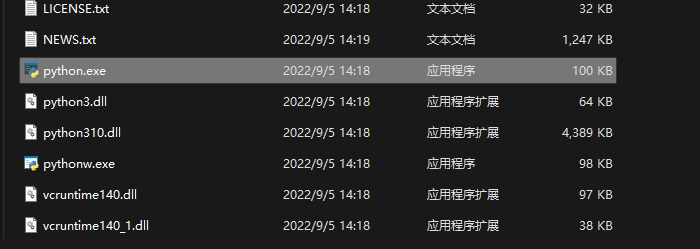 LICENSE.txt 2022/9/5 14:18 文本文档 32 KB
NEWS.txt 2022/9/5 14:19 文本文档 1,247 KB
python.exe 2022/9/5 14:18 应用程序 100 KB
python3.dll 2022/9/5 14:18 应用程序扩展 64 KB
python310.dll 2022/9/5 14:18 应用程序扩展 4,389 KB
pythonw.exe 2022/9/5 14:18 应用程序 98 KB
vcruntime140.dll 2022/9/5 14:18 应用程序扩展 97 KB
vcruntime140_1.dll 2022/9/5 14:18 应用程序扩展 38 KB